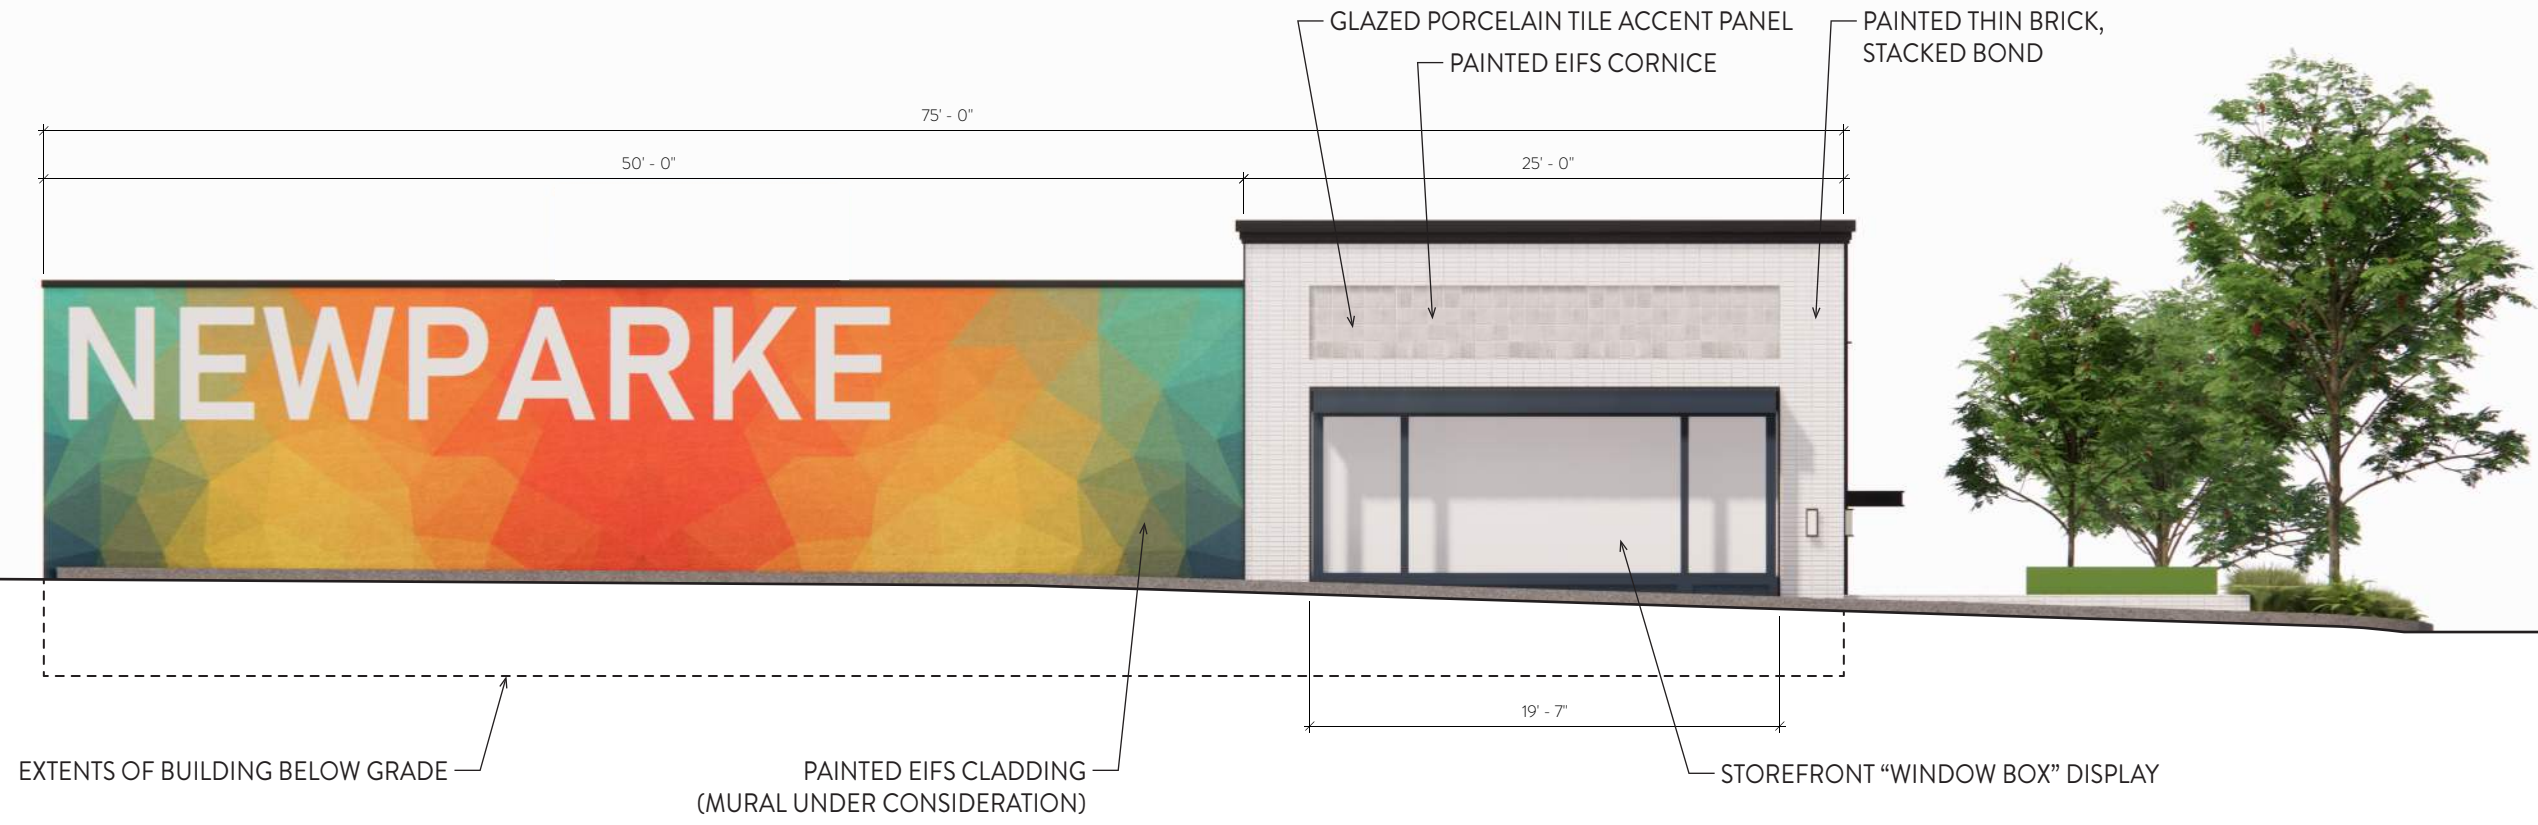 GLAZED PORCELAIN TILE ACCENT PANEL
PAINTED EIFS CORNICE
PAINTED THIN BRICK,
STACKED BOND
75' - 0"
50' - 0"
25' - 0"
NEWPARKE
19' - 7"
EXTENTS OF BUILDING BELOW GRADE
PAINTED EIFS CLADDING
(MURAL UNDER CONSIDERATION)
STOREFRONT “WINDOW BOX” DISPLAY